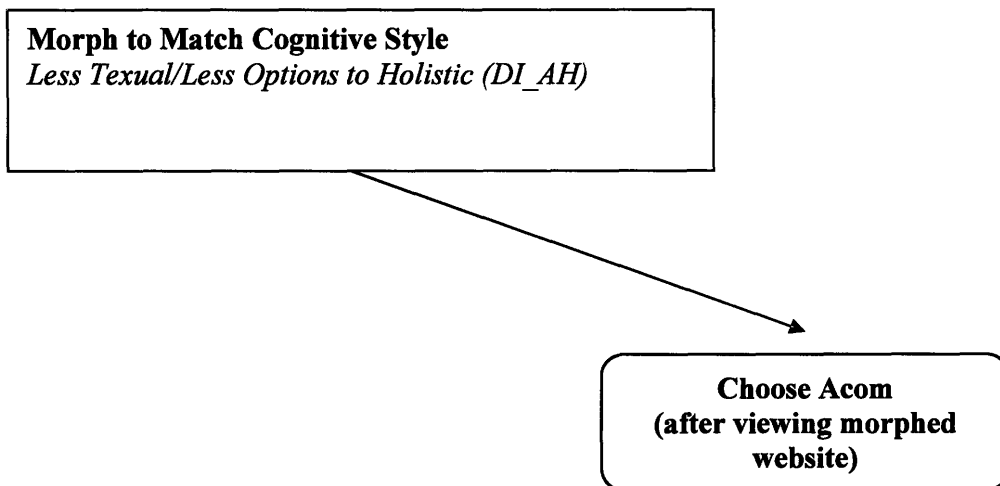 Morph to Match Cognitive Style
Less Texual/Less Options to Holistic (DI_AH)
Choose Acom
(after viewing morphed
website)